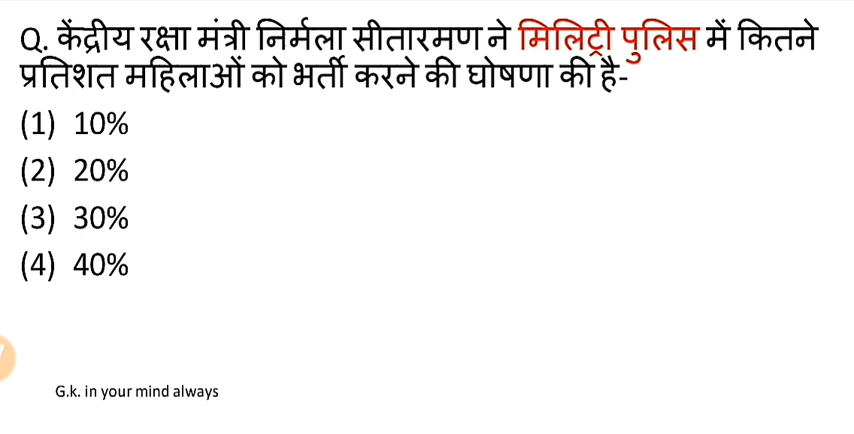 Q. केंद्रीय रक्षा मंत्री निर्मला सीतारमण ने मिलिट्री पुलिस में कितने
प्रतिशत महिलाओं को भर्ती करने की घोषणा की है-
(1) 10%
(2) 20%
(3) 30%
(4) 40%
G.k. in your mind always